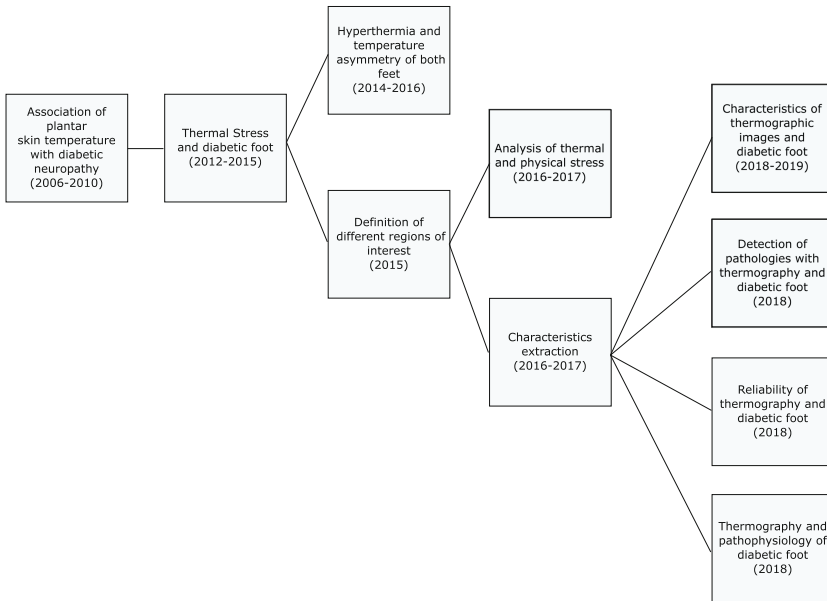 Association of
plantar
skin temperature
with diabetic
neuropathy
(2006-2010)
Thermal Stress
and diabetic foot
(2012-2015)
Hyperthermia and
temperature
asymmetry of both
feet
(2014-2016)
Definition of
different regions of
interest
(2015)
Analysis of thermal
and physical stress
(2016-2017)
Characteristics
extraction
(2016-2017)
Characteristics of
thermographic
images and
diabetic foot
(2018-2019)
Detection of
pathologies with
thermography and
diabetic foot
(2018)
Reliability of
thermography and
diabetic foot
(2018)
Thermography and
pathophysiology of
diabetic foot
(2018)